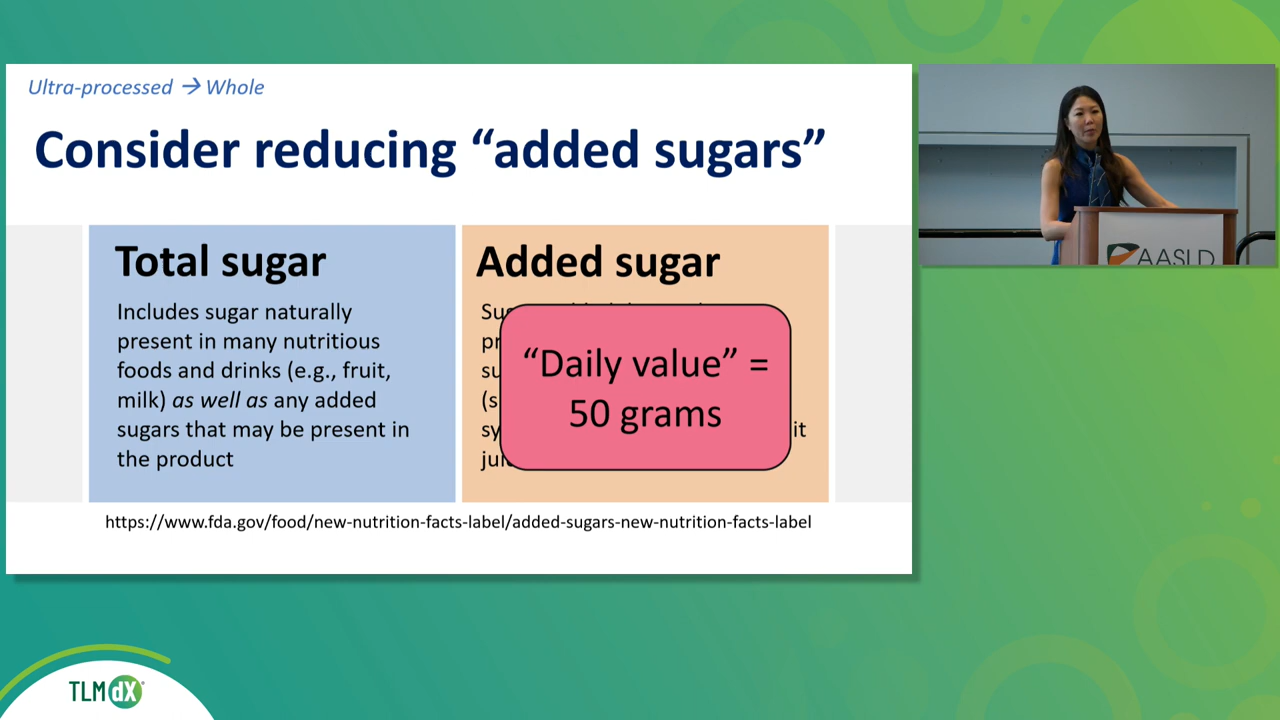 Ultra-processed → Whole
Consider reducing “added sugars”
Total sugar
Includes sugar naturally
present in many nutritious
foods and drinks (e.g., fruit,
milk) as well as any added
sugars that may be present in
the product
Added sugar
“Daily value” =
50 grams
it
https://www.fda.gov/food/new-nutrition-facts-label/added-sugars-new-nutrition-facts-label
AASLD
TLMdX